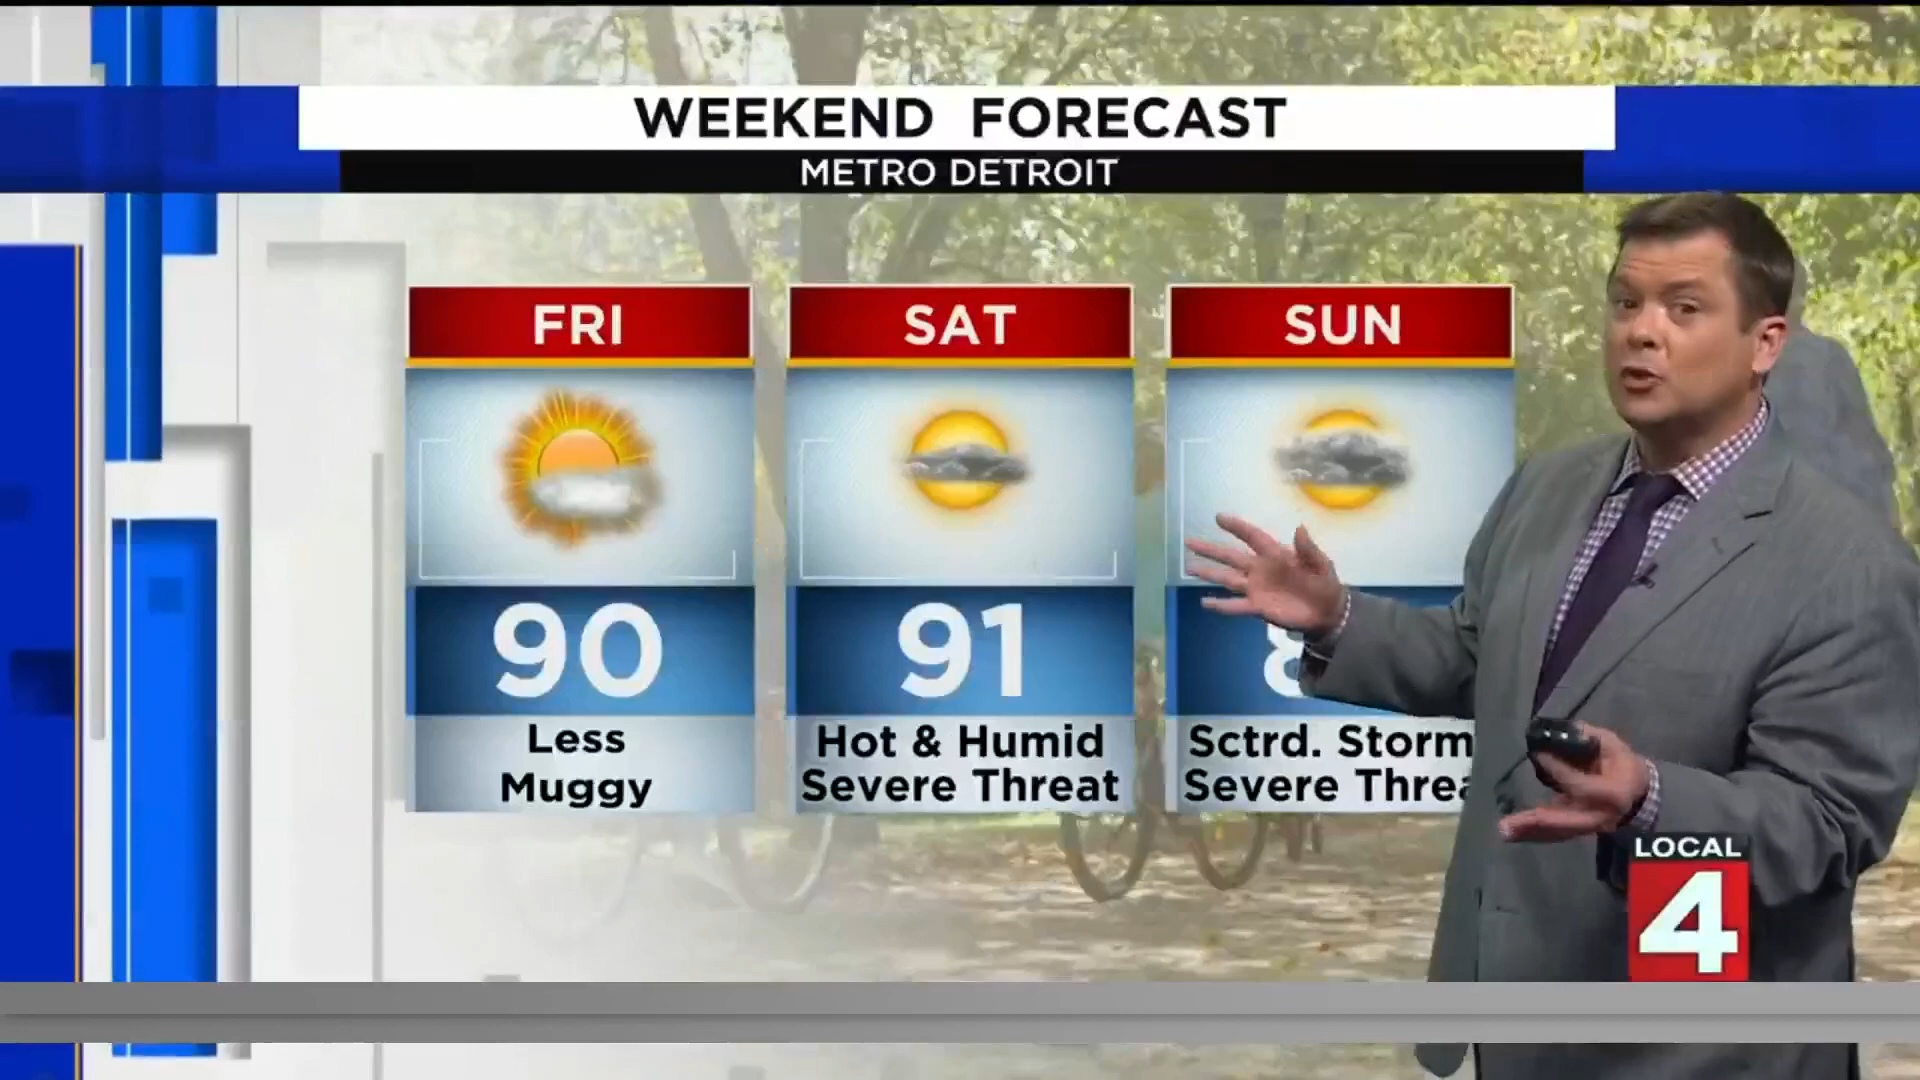 WEEKEND FORECAST
METRO DETROIT
FRI
SAT
SUN
90
91
Less
Muggy
Hot & Humid
Severe Threat
Sctrd. Storm
Severe
LOCAL
4